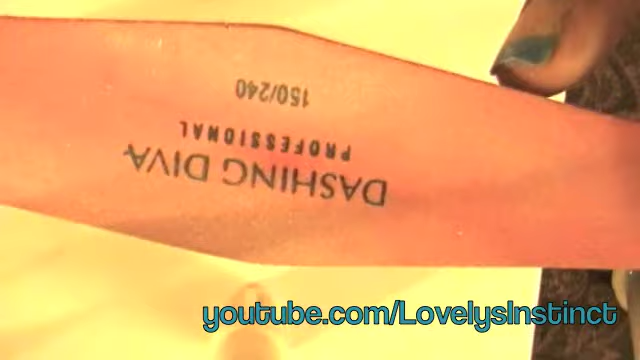 DASHING DIVA
PROFESSIONAL
150/240
youtube.com/LovelysInstinct